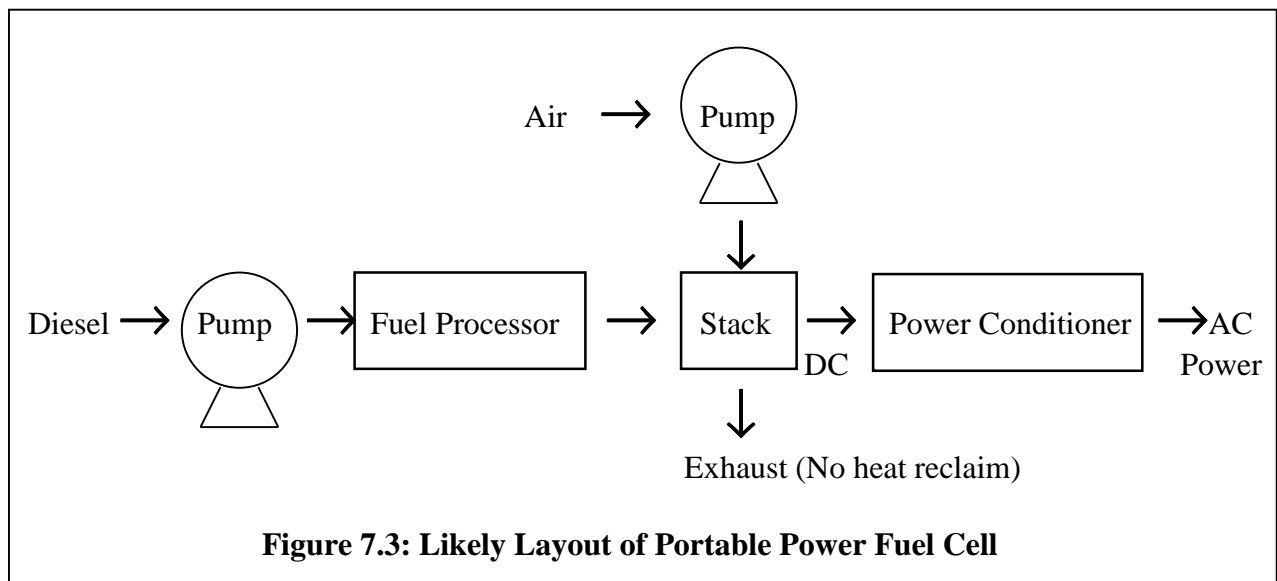 Air
Pump
Diesel
Pump
Fuel Processor
Stack
DC
Power Conditioner
AC
Power
Exhaust (No heat reclaim)
Figure 7.3: Likely Layout of Portable Power Fuel Cell